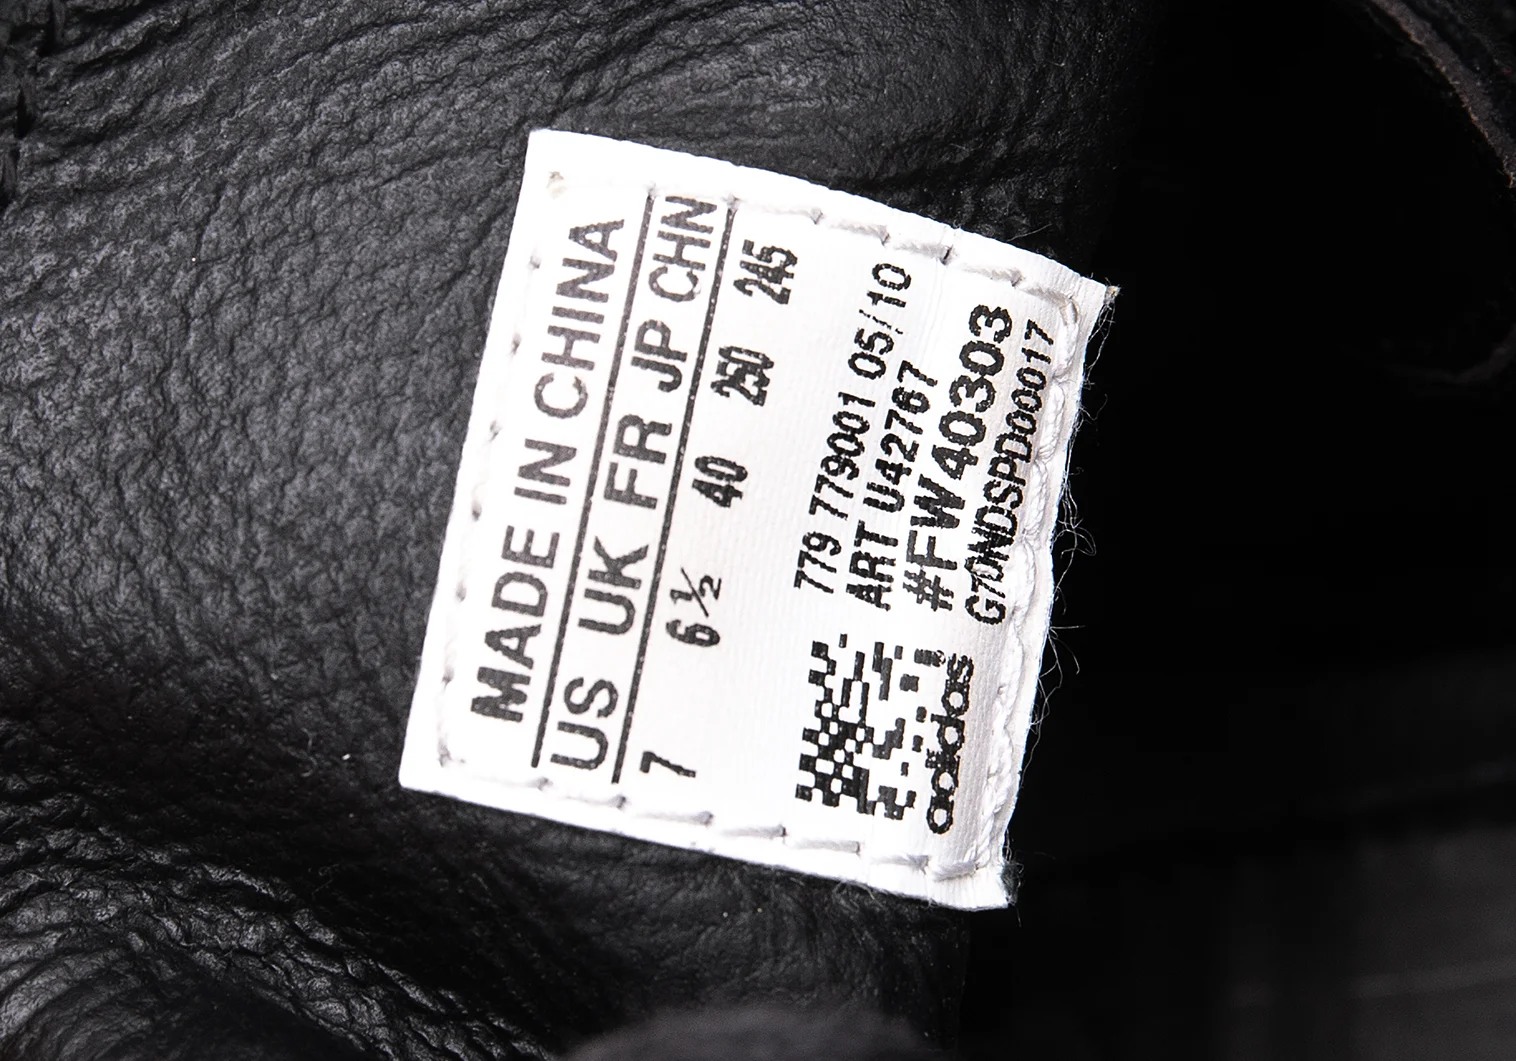 MADE IN CHINA
US UK FR JP CHN
7 6½ 40 250 245
779 779001 05/10
ART U42767
#FW40303
G70NDSPD00017
adidas